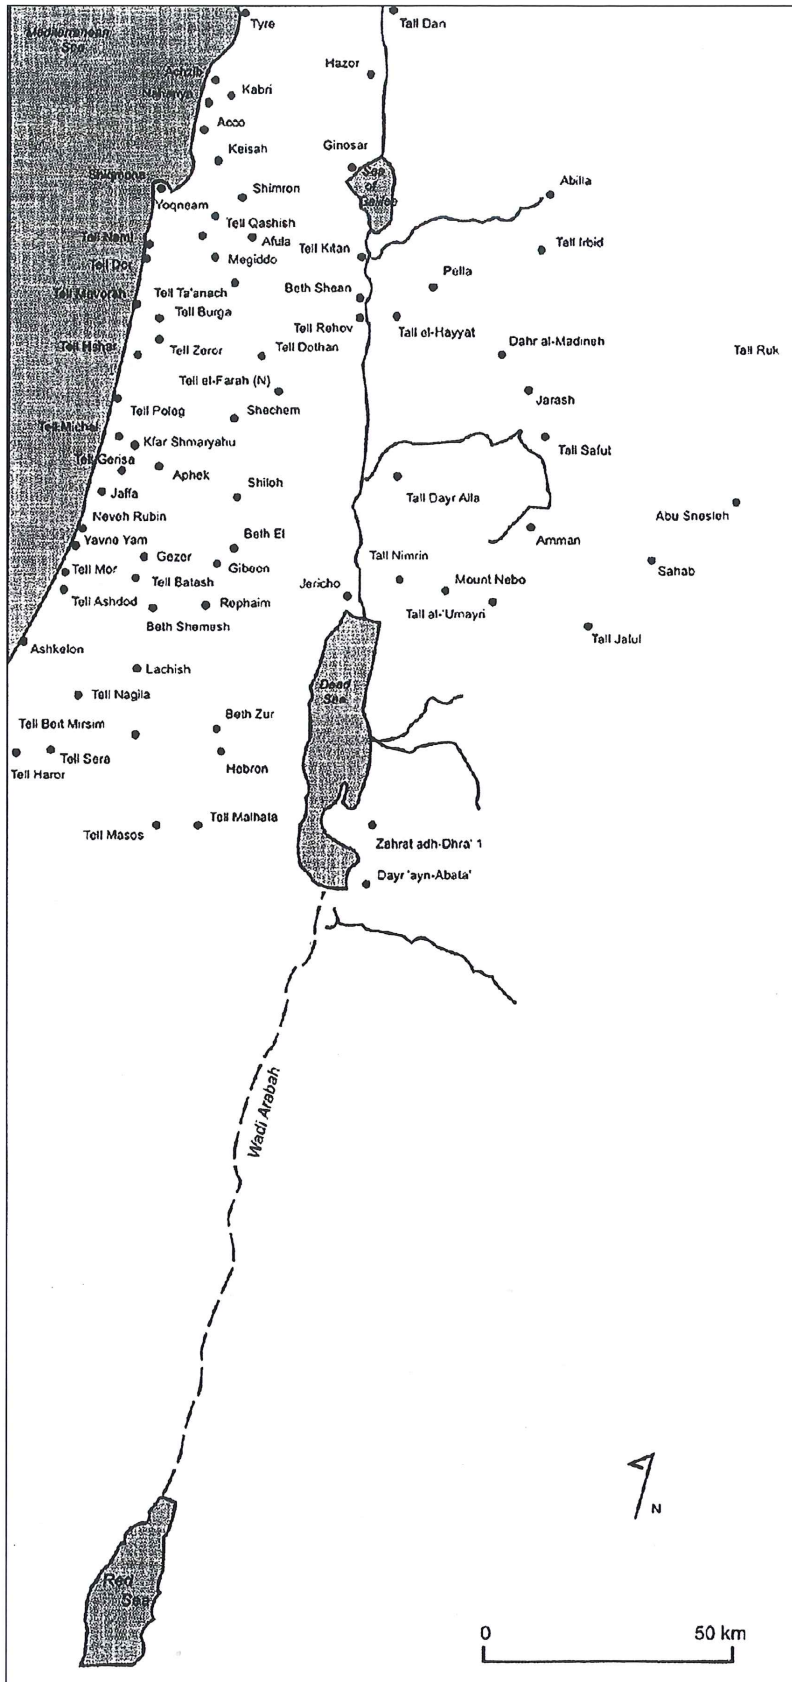 Mediterranean
Sea
Tyre
Tall Dan
Hazor
Achzib
Kabri
Nahariya
Acco
Keisah
Ginosar
Sea
of
Galilee
Shiqmona
Shimron
Abilla
Yoqneam
Tell Qashish
Tell Nami
Afula
Tell Kitan
Tall Irbid
Tell Dor
Megiddo
Pella
Tell Mevorah
Tell Ta'anach
Beth Shean
Tell Burga
Tell Rehov
Tall el-Hayyat
Dahr al-Madineh
Tell Zeror
Tell Dothan
Tall Ruk
Tell el-Farah (N)
Jarash
Tell Poleg
Shechem
Tell Michal
Kfar Shmaryahu
Tall Safut
Tell Gerisa
Aphek
Shiloh
Jaffa
Tall Dayr Alla
Neveh Rubin
Abu Snesleh
Yavne Yam
Beth El
Amman
Gezer
Gibeon
Tall Nimrin
Tell Mor
Tell Batash
Mount Nebo
Sahab
Jericho
Tell Ashdod
Rephaim
Tall al-'Umayri
Beth Shemesh
Tall Jalul
Ashkelon
Lachish
Dead
Sea
Tell Nagila
Beth Zur
Tell Beit Mirsim
Tell Sera
Hebron
Tell Haror
Tell Malhata
Tell Masos
Zahrat adh-Dhra' 1
Dayr 'ayn-Abata'
Wadi Arabah
N
Red
Sea
0 50 km